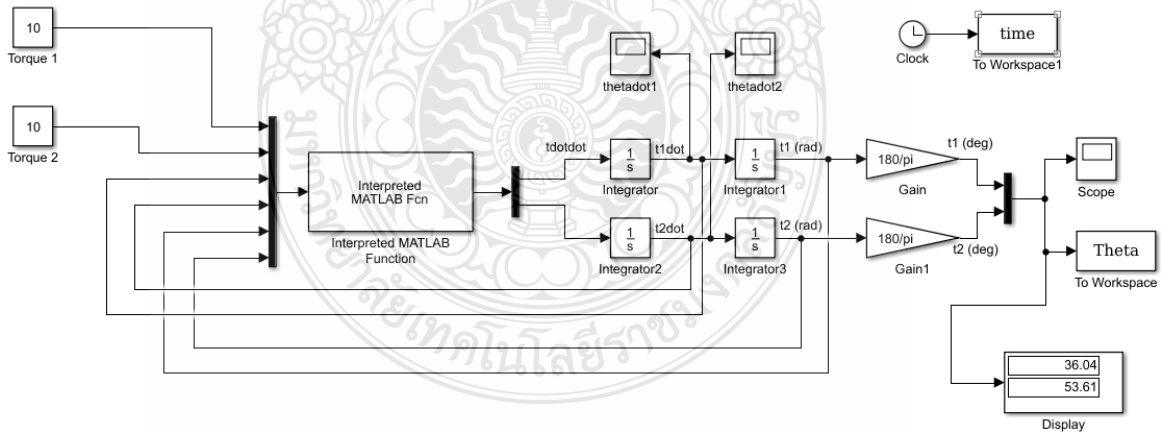 10
Torque 1
10
Torque 2
Interpreted
MATLAB Fcn
Interpreted MATLAB
Function
tdotdot
thetadot1
thetadot2
1
s
Integrator
t1dot
1
s
Integrator1
t1 (rad)
1
s
Integrator2
t2dot
1
s
Integrator3
t2 (rad)
180/pi
Gain
t1 (deg)
180/pi
Gain1
t2 (deg)
Clock
time
To Workspace1
Scope
Theta
To Workspace
36.04
53.61
Display